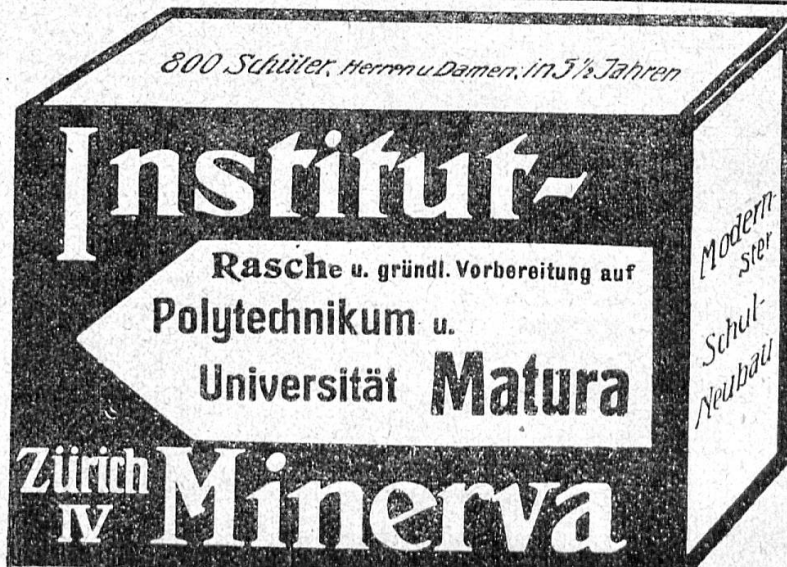 800 Schüler, Herren u Damen, in 5½ Jahren
Institut-
Rasche u. gründl. Vorbereitung auf
Polytechnikum u.
Universität Matura
Zürich
IV
Minerva
Modern-
ster
Schul-
Neubau